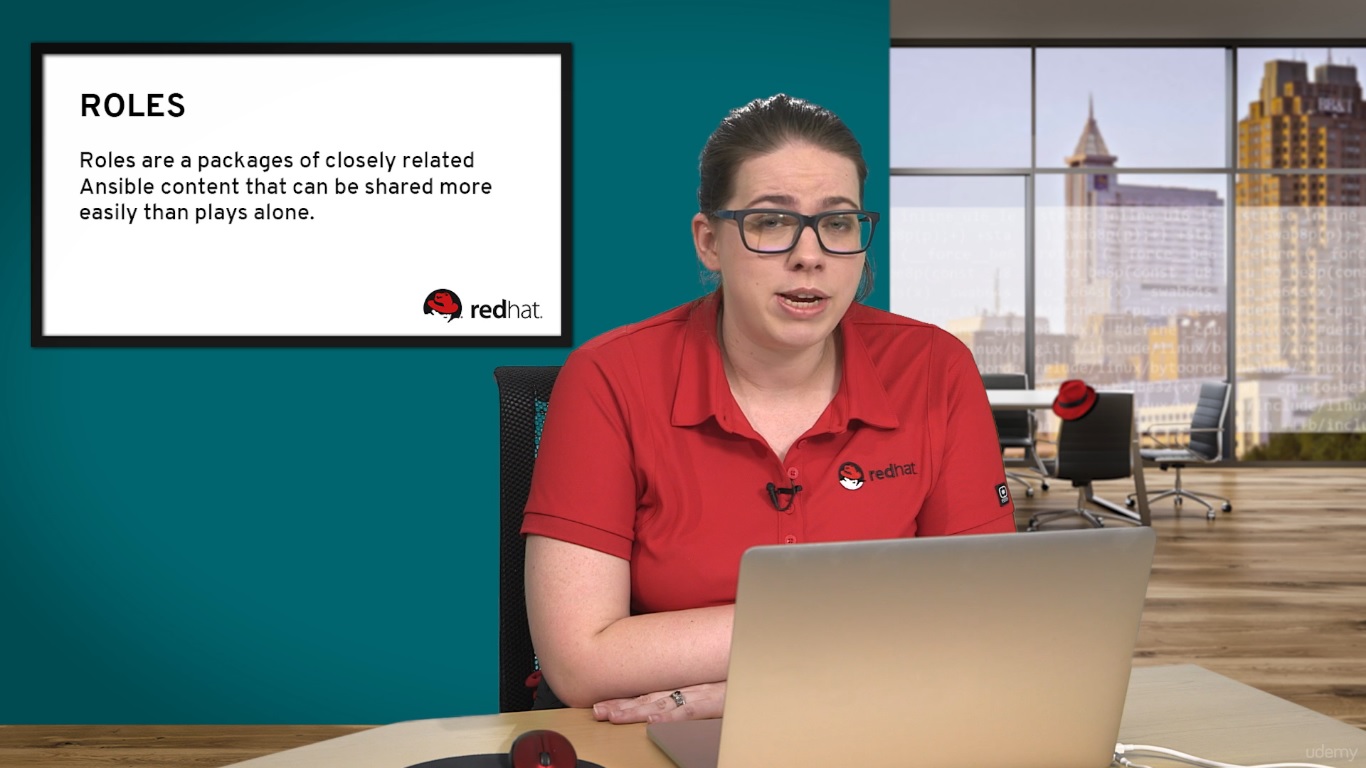 ROLES
Roles are a packages of closely related
Ansible content that can be shared more
easily than plays alone.
redhat.
BB&T
redhat.
udemy